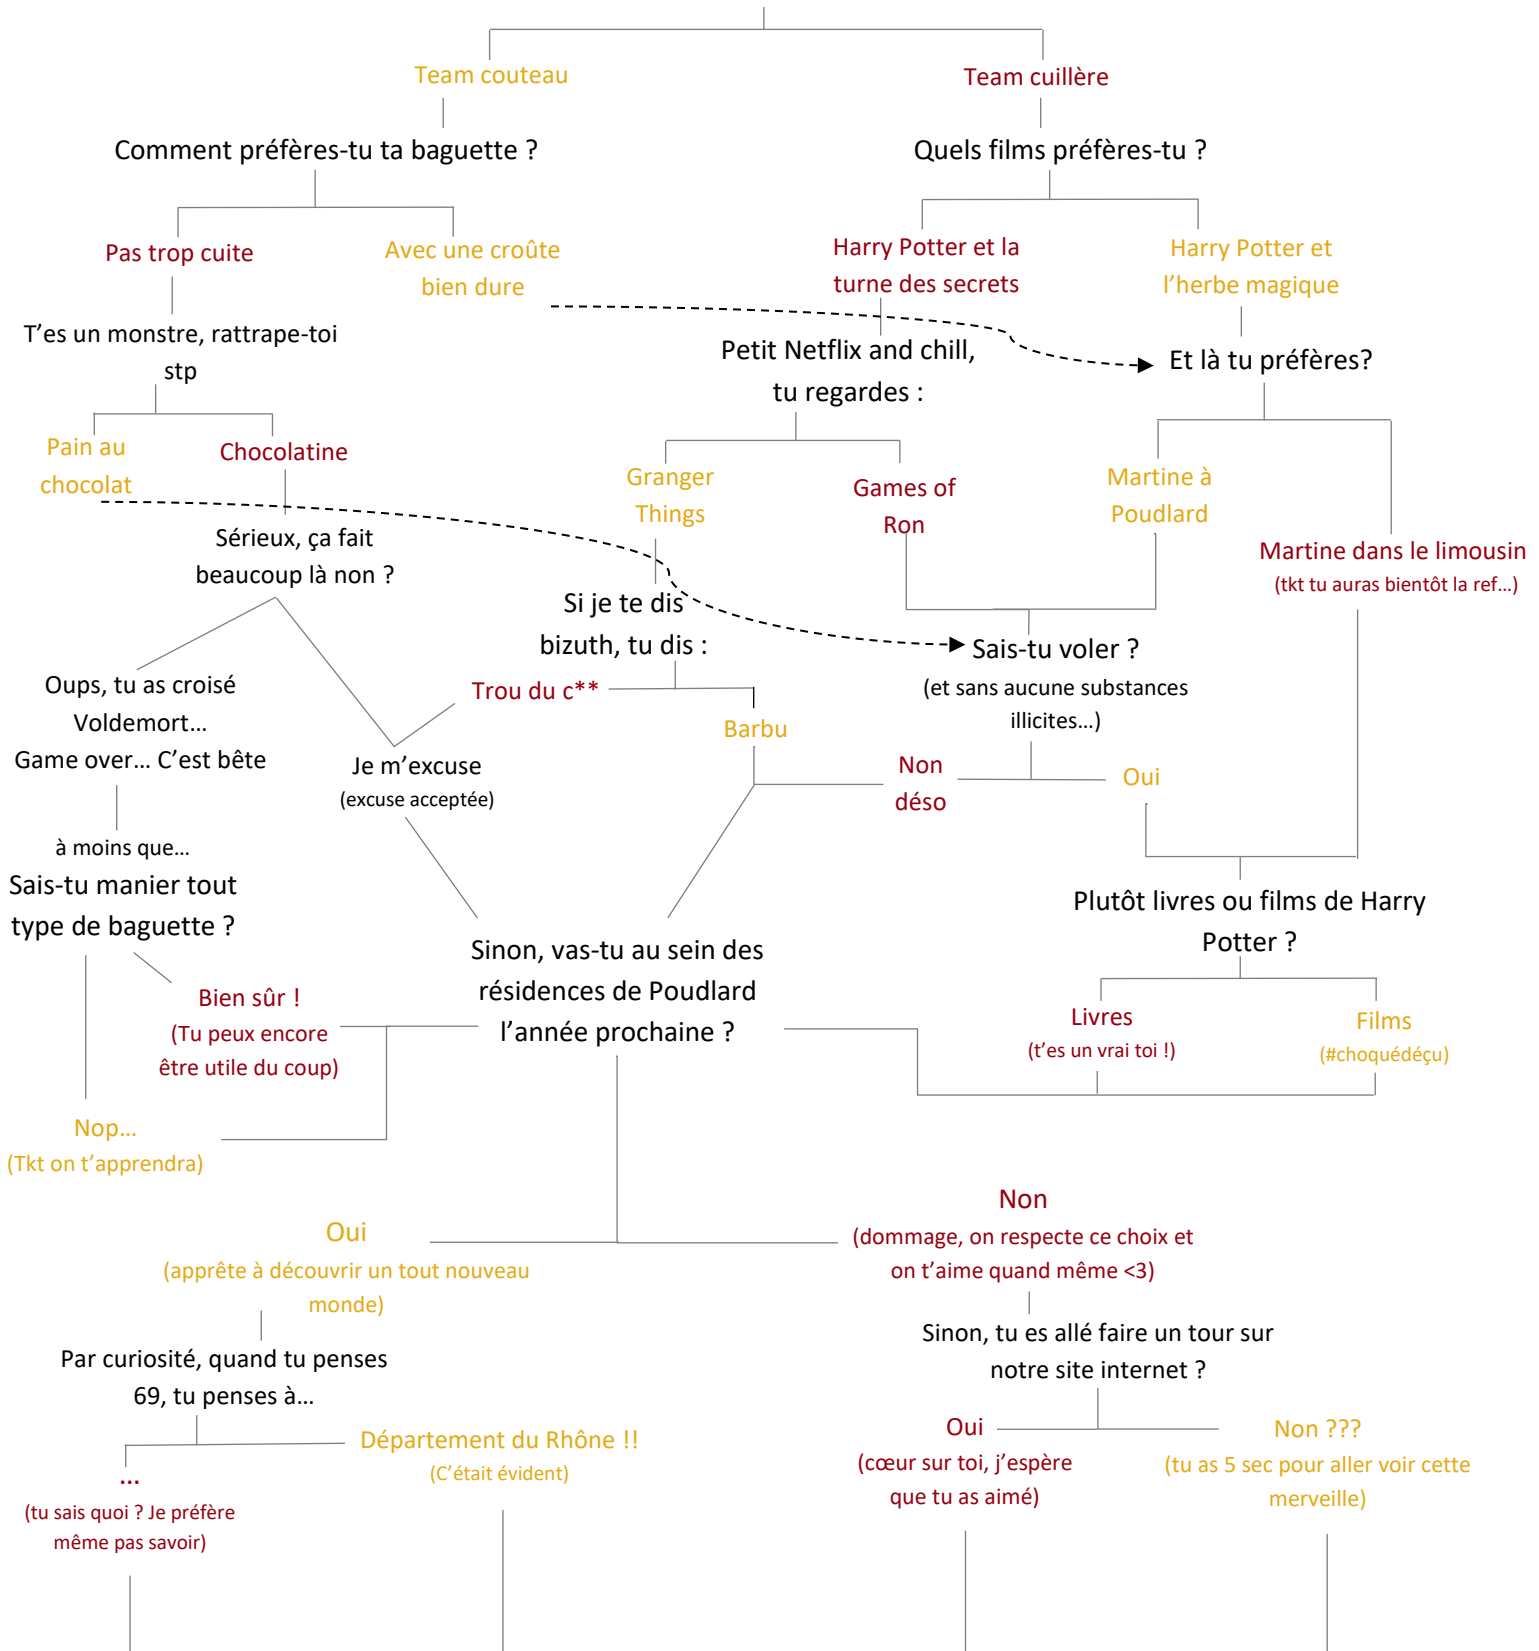 Team couteau
Team cuillère
Comment préfères-tu ta baguette ?
Quels films préfères-tu ?
Pas trop cuite
Avec une croûte
bien dure
Harry Potter et la
turne des secrets
Harry Potter et
l’herbe magique
T’es un monstre, rattrape-toi
stp
Petit Netflix and chill,
tu regardes :
Et là tu préfères?
Pain au
chocolat
Chocolatine
Granger
Things
Games of
Ron
Martine à
Poudlard
Martine dans le limousin
(tkt tu auras bientôt la ref…)
Sérieux, ça fait
beaucoup là non ?
Si je te dis
bizuth, tu dis :
Sais-tu voler ?
(et sans aucune substances
illicites…)
Oups, tu as croisé
Voldemort…
Game over… C’est bête
Trou du c**
Barbu
Je m’excuse
(excuse acceptée)
Non
déso
Oui
à moins que…
Sais-tu manier tout
type de baguette ?
Plutôt livres ou films de Harry
Potter ?
Sinon, vas-tu au sein des
résidences de Poudlard
l’année prochaine ?
Bien sûr !
(Tu peux encore
être utile du coup)
Livres
(t’es un vrai toi !)
Films
(#choquédéçu)
Nop…
(Tkt on t’apprendra)
Oui
(apprête à découvrir un tout nouveau
monde)
Non
(dommage, on respecte ce choix et
on t’aime quand même <3)
Par curiosité, quand tu penses
69, tu penses à…
Sinon, tu es allé faire un tour sur
notre site internet ?
…
(tu sais quoi ? Je préfère
même pas savoir)
Département du Rhône !!
(C’était évident)
Oui
(cœur sur toi, j’espère
que tu as aimé)
Non ???
(tu as 5 sec pour aller voir cette
merveille)